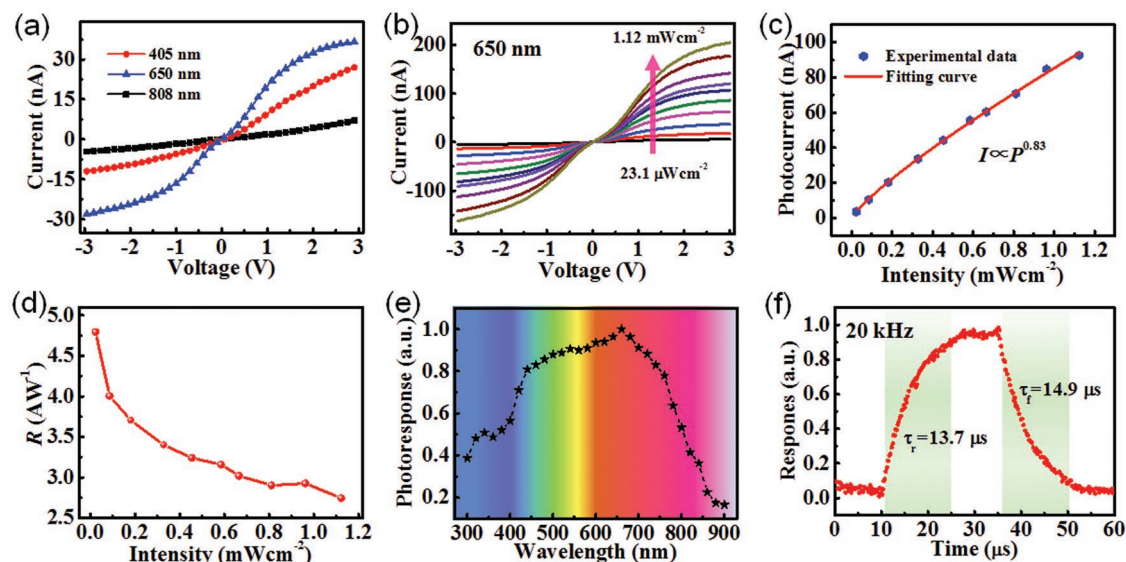 (a)
405 nm
650 nm
808 nm
Current (nA)
30
15
0
-15
-30
-3 -2 -1 0 1 2 3
Voltage (V)
(b)
650 nm
1.12 mWcm-2
23.1 μWcm-2
Current (nA)
200
100
0
-100
-3 -2 -1 0 1 2 3
Voltage (V)
(c)
Experimental data
Fitting curve
I∝P0.83
Photocurrent (nA)
100
80
60
40
20
0
0.0 0.2 0.4 0.6 0.8 1.0 1.2
Intensity (mWcm-2)
(d)
R (AW-1)
5.0
4.5
4.0
3.5
3.0
2.5
0.0 0.2 0.4 0.6 0.8 1.0 1.2
Intensity (mWcm-2)
(e)
Photoresponse (a.u.)
1.0
0.8
0.6
0.4
0.2
300 400 500 600 700 800 900
Wavelength (nm)
(f)
20 kHz
τr=13.7 μs
τf=14.9 μs
Respones (a.u.)
1.0
0.8
0.6
0.4
0.2
0.0
0 10 20 30 40 50 60
Time (μs)